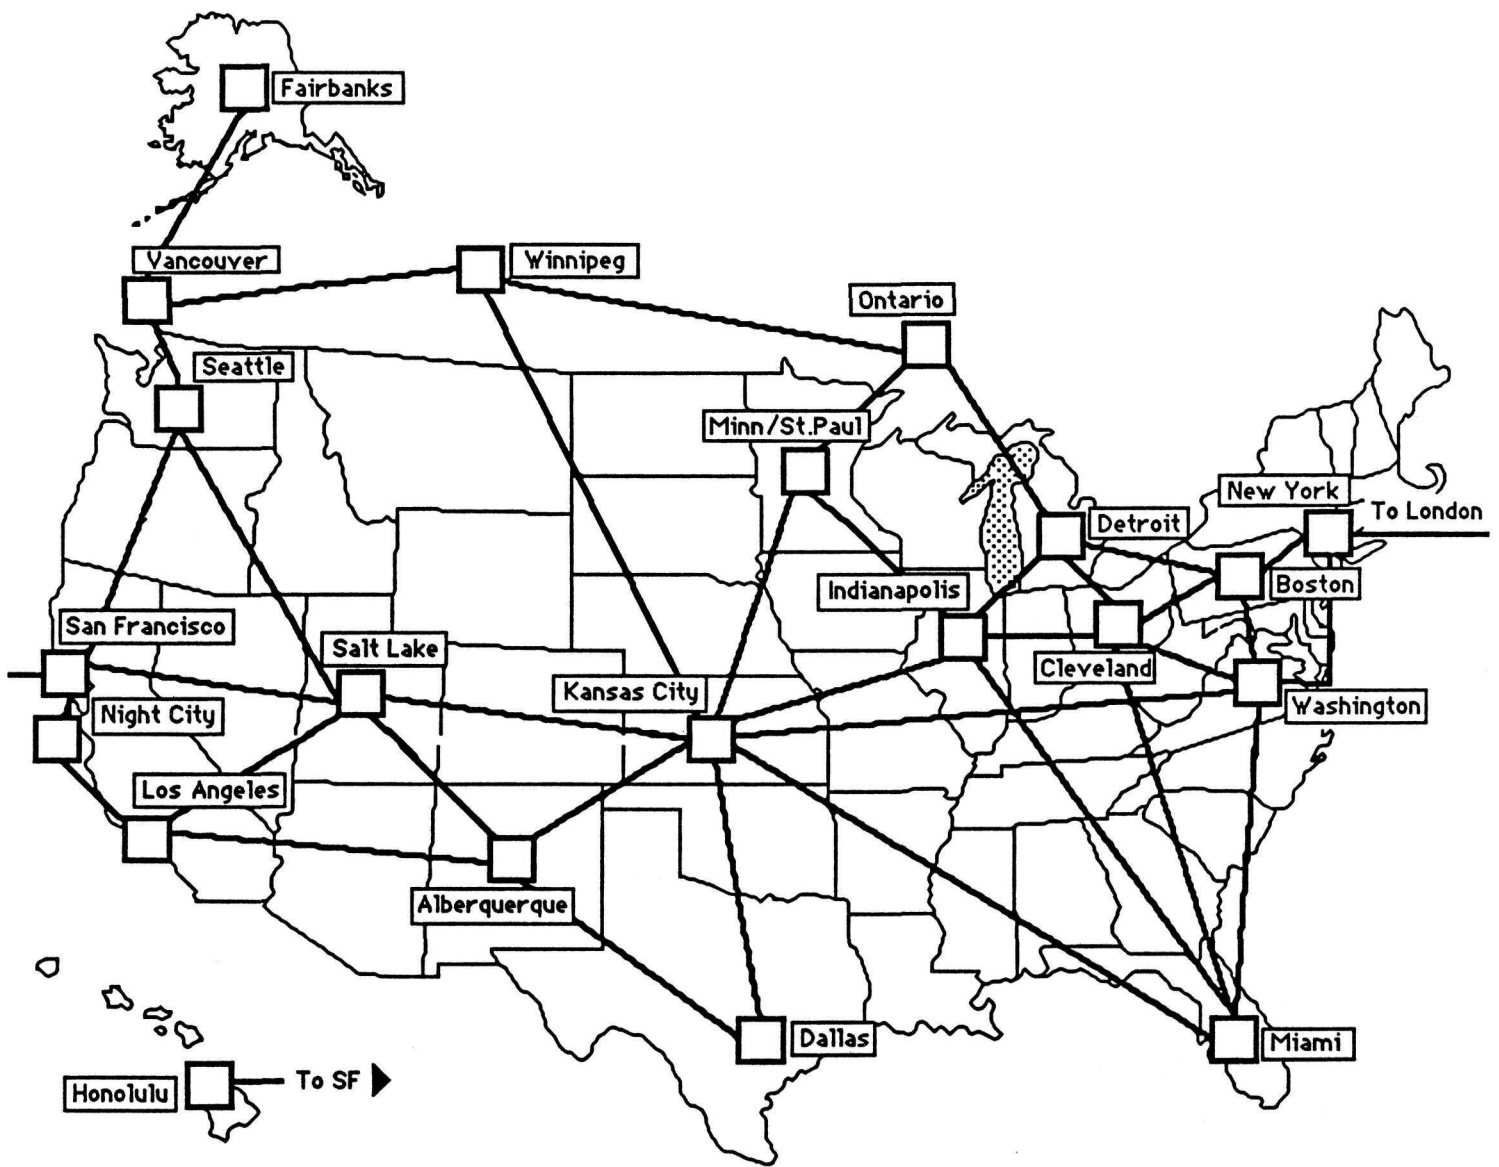 Fairbanks
Vancouver
Winnipeg
Ontario
Seattle
Minn/St.Paul
New York
To London
Detroit
Indianapolis
Boston
San Francisco
Salt Lake
Cleveland
Kansas City
Night City
Washington
Los Angeles
Alberquerque
Dallas
Miami
To SF
Honolulu